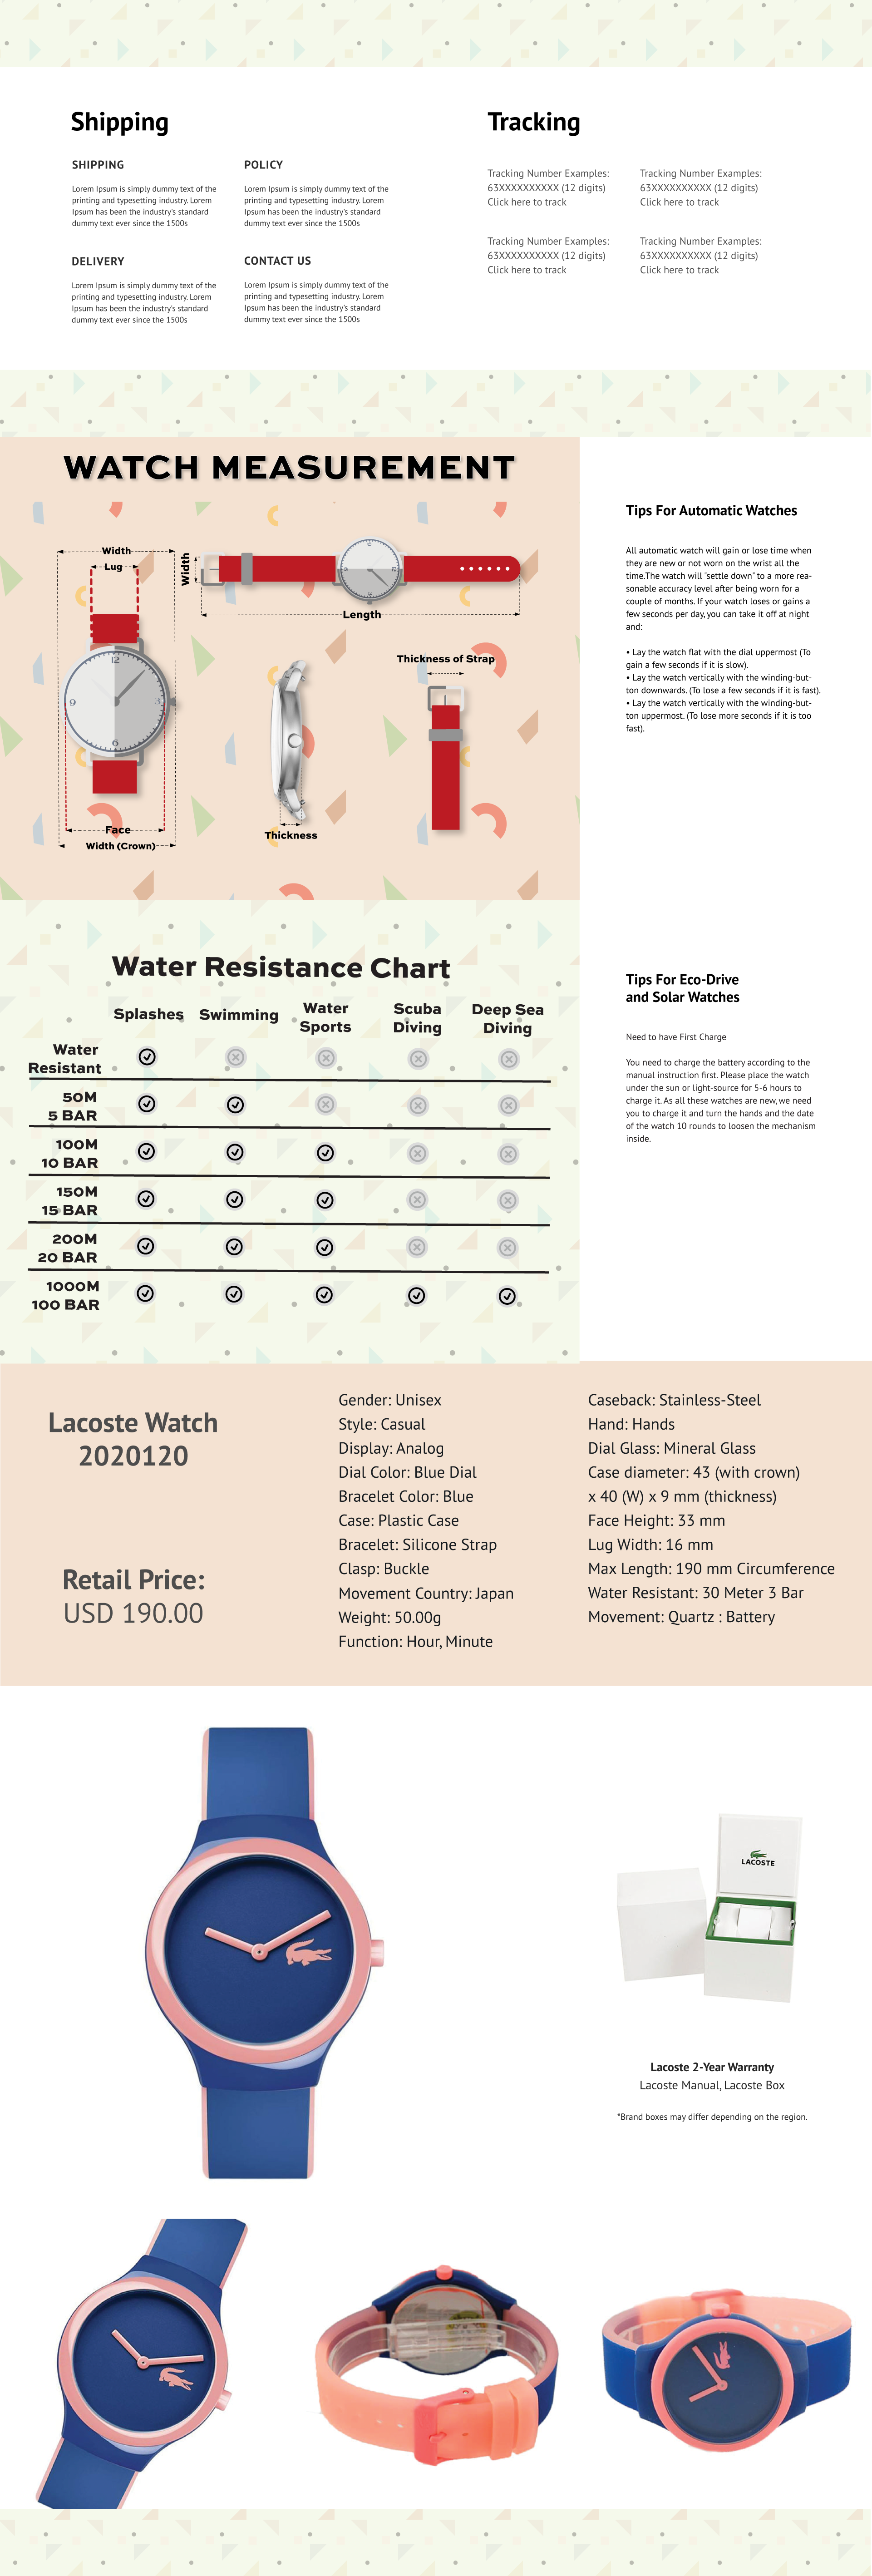 Shipping
SHIPPING
Lorem Ipsum is simply dummy text of the
printing and typesetting industry. Lorem
Ipsum has been the industry's standard
dummy text ever since the 1500s
POLICY
Lorem Ipsum is simply dummy text of the
printing and typesetting industry. Lorem
Ipsum has been the industry's standard
dummy text ever since the 1500s
DELIVERY
Lorem Ipsum is simply dummy text of the
printing and typesetting industry. Lorem
Ipsum has been the industry's standard
dummy text ever since the 1500s
CONTACT US
Lorem Ipsum is simply dummy text of the
printing and typesetting industry. Lorem
Ipsum has been the industry's standard
dummy text ever since the 1500s
Tracking
Tracking Number Examples:
63XXXXXXXXXX (12 digits)
Click here to track
Tracking Number Examples:
63XXXXXXXXXX (12 digits)
Click here to track
Tracking Number Examples:
63XXXXXXXXXX (12 digits)
Click here to track
Tracking Number Examples:
63XXXXXXXXXX (12 digits)
Click here to track
WATCH MEASUREMENT
Width
Lug
12
3
6
9
Face
Width (Crown)
Width
Length
Thickness
Thickness of Strap
Tips For Automatic Watches
All automatic watch will gain or lose time when
they are new or not worn on the wrist all the
time.The watch will "settle down" to a more rea-
sonable accuracy level after being worn for a
couple of months. If your watch loses or gains a
few seconds per day, you can take it off at night
and:
• Lay the watch flat with the dial uppermost (To
gain a few seconds if it is slow).
• Lay the watch vertically with the winding-but-
ton downwards. (To lose a few seconds if it is fast).
• Lay the watch vertically with the winding-but-
ton uppermost. (To lose more seconds if it is too
fast).
Water Resistance Chart
Splashes
Swimming
Water
Sports
Scuba
Diving
Deep Sea
Diving
Water
Resistant
50M
5 BAR
100M
10 BAR
150M
15 BAR
200M
20 BAR
1000M
100 BAR
Tips For Eco-Drive
and Solar Watches
Need to have First Charge
You need to charge the battery according to the
manual instruction first. Please place the watch
under the sun or light-source for 5-6 hours to
charge it. As all these watches are new, we need
you to charge it and turn the hands and the date
of the watch 10 rounds to loosen the mechanism
inside.
Lacoste Watch
2020120
Retail Price:
USD 190.00
Gender: Unisex
Style: Casual
Display: Analog
Dial Color: Blue Dial
Bracelet Color: Blue
Case: Plastic Case
Bracelet: Silicone Strap
Clasp: Buckle
Movement Country: Japan
Weight: 50.00g
Function: Hour, Minute
Caseback: Stainless-Steel
Hand: Hands
Dial Glass: Mineral Glass
Case diameter: 43 (with crown)
x 40 (W) x 9 mm (thickness)
Face Height: 33 mm
Lug Width: 16 mm
Max Length: 190 mm Circumference
Water Resistant: 30 Meter 3 Bar
Movement: Quartz : Battery
LACOSTE
Lacoste 2-Year Warranty
Lacoste Manual, Lacoste Box
*Brand boxes may differ depending on the region.